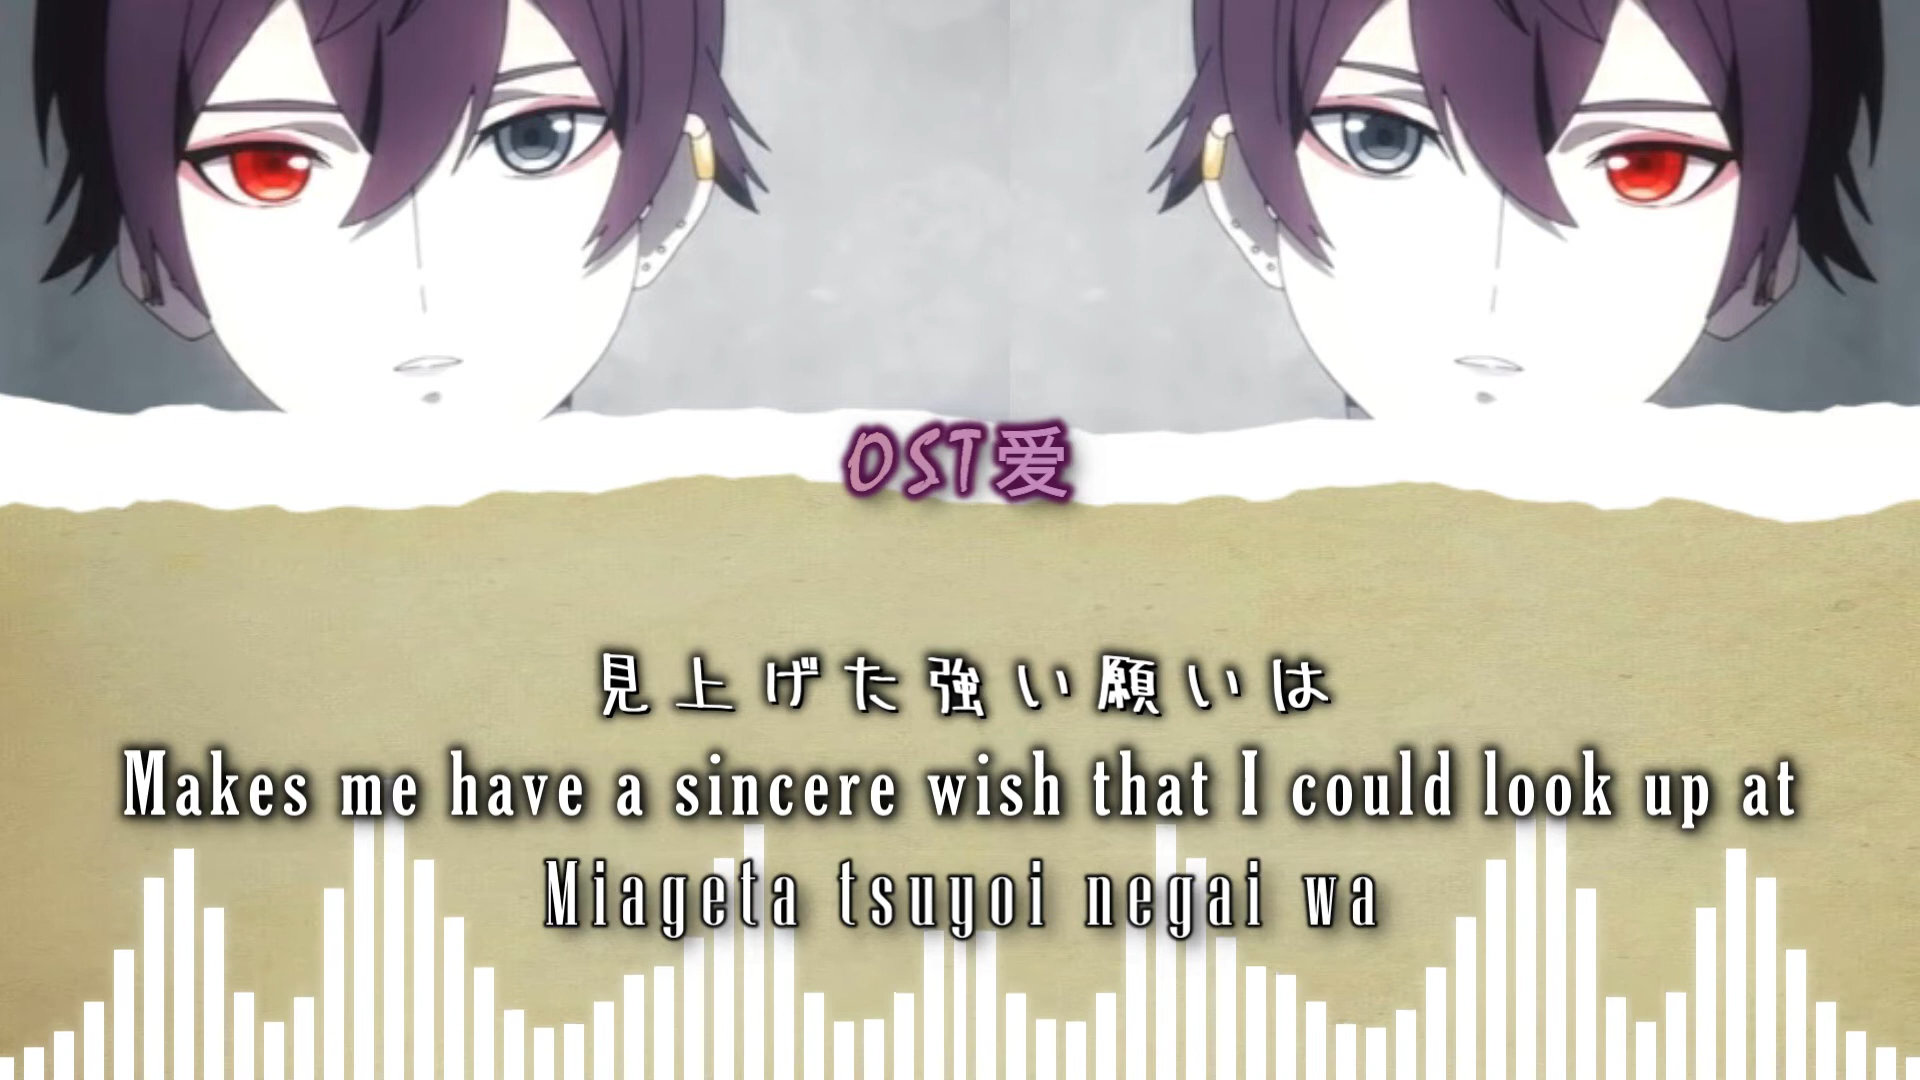 OST爱
見上げた強い願いは
Makes me have a sincere wish that I could look up at
Miageta tsuyoi negai wa